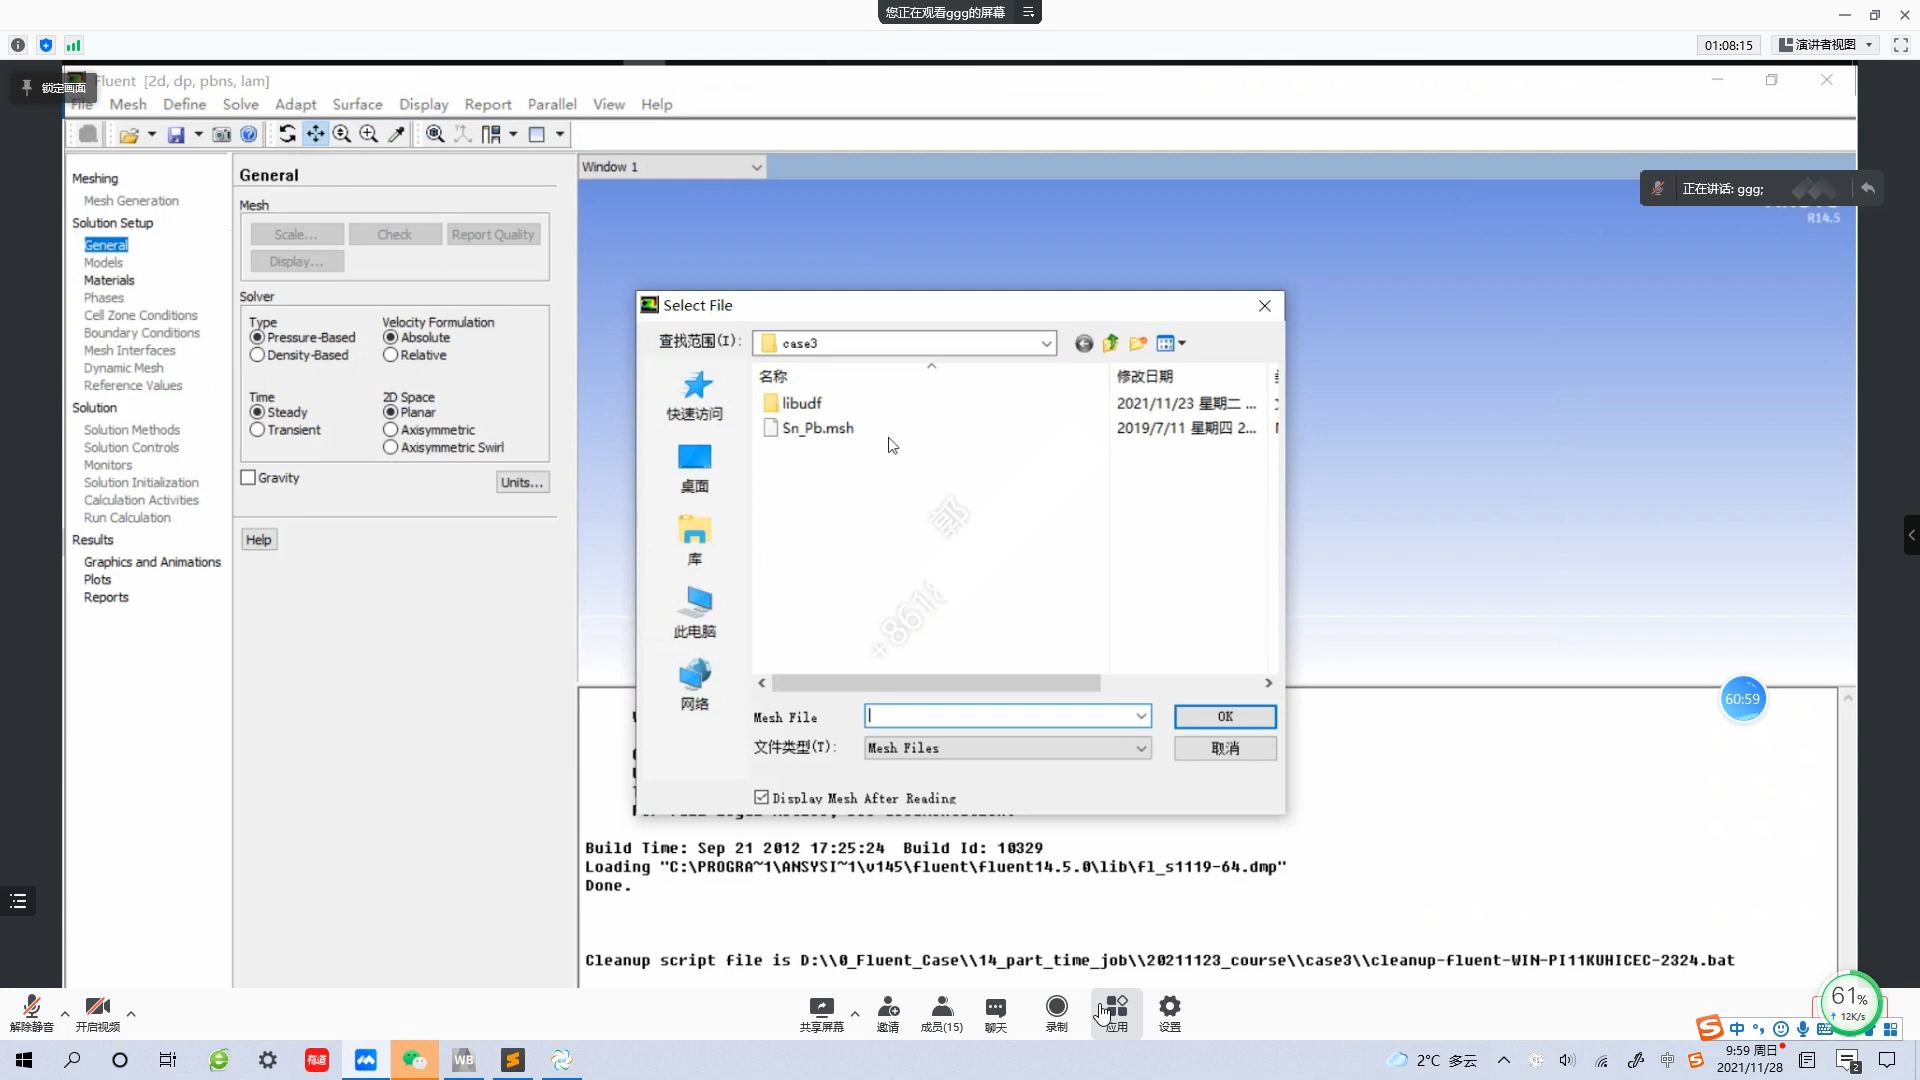 您正在观看ggg的屏幕
01:08:15
演讲者视图
锁定画面
Fluent [2d, dp, pbns, lam]
File Mesh Define Solve Adapt Surface Display Report Parallel View Help
Meshing
Mesh Generation
Solution Setup
General
Models
Materials
Phases
Cell Zone Conditions
Boundary Conditions
Mesh Interfaces
Dynamic Mesh
Reference Values
Solution
Solution Methods
Solution Controls
Monitors
Solution Initialization
Calculation Activities
Run Calculation
Results
Graphics and Animations
Plots
Reports
General
Mesh
Scale... Check Report Quality
Display...
Solver
Type
Pressure-Based
Density-Based
Velocity Formulation
Absolute
Relative
Time
Steady
Transient
2D Space
Planar
Axisymmetric
Axisymmetric Swirl
Gravity
Units...
Help
Window 1
正在讲话: ggg;
R14.5
Select File
查找范围(I):
case3
快速访问
桌面
库
此电脑
网络
名称 修改日期
libudf 2021/11/23 星期二 ...
Sn_Pb.msh 2019/7/11 星期四 2...
郭
+8618
Mesh File
OK
文件类型(T):
Mesh Files
取消
Display Mesh After Reading
60:59
Build Time: Sep 21 2012 17:25:24 Build Id: 10329
Loading "C:\PROGRA~1\ANSYSI~1\v145\fluent\fluent14.5.0\lib\fl_s1119-64.dmp"
Done.
Cleanup script file is D:\\0_Fluent_Case\\14_part_time_job\\20211123_course\\case3\\cleanup-fluent-WIN-PI11KUHICEC-2324.bat
解除静音
开启视频
共享屏幕
邀请
成员(15)
聊天
录制
应用
设置
61%
↑ 12K/s
中
有道
WB
2°C 多云
中
9:59 周日
2021/11/28
2